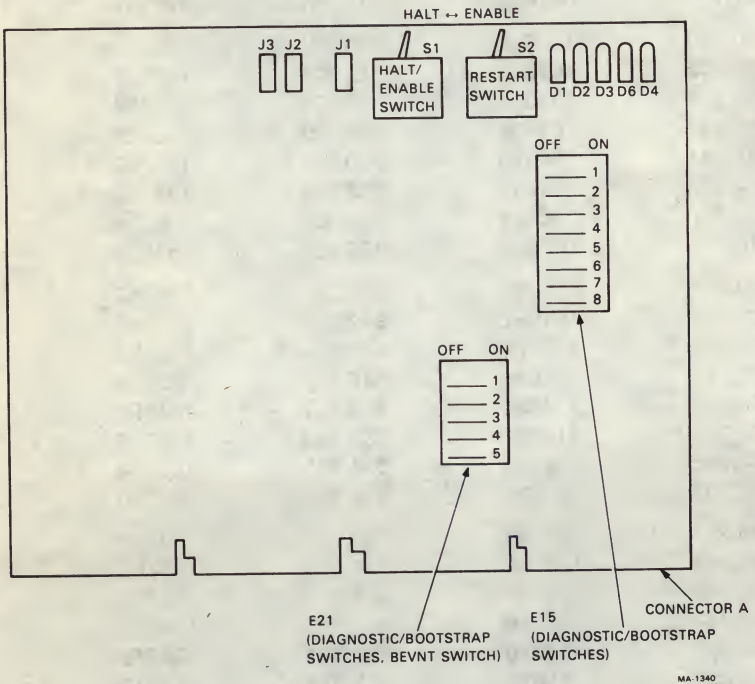 HALT ↔ ENABLE
J3 J2 J1 S1 S2
HALT/
ENABLE
SWITCH
RESTART
SWITCH
D1 D2 D3 D6 D4
OFF ON
1
2
3
4
5
6
7
8
OFF ON
1
2
3
4
5
CONNECTOR A
E21
(DIAGNOSTIC/BOOTSTRAP
SWITCHES, BEVNT SWITCH)
E15
(DIAGNOSTIC/BOOTSTRAP
SWITCHES)
MA-1340